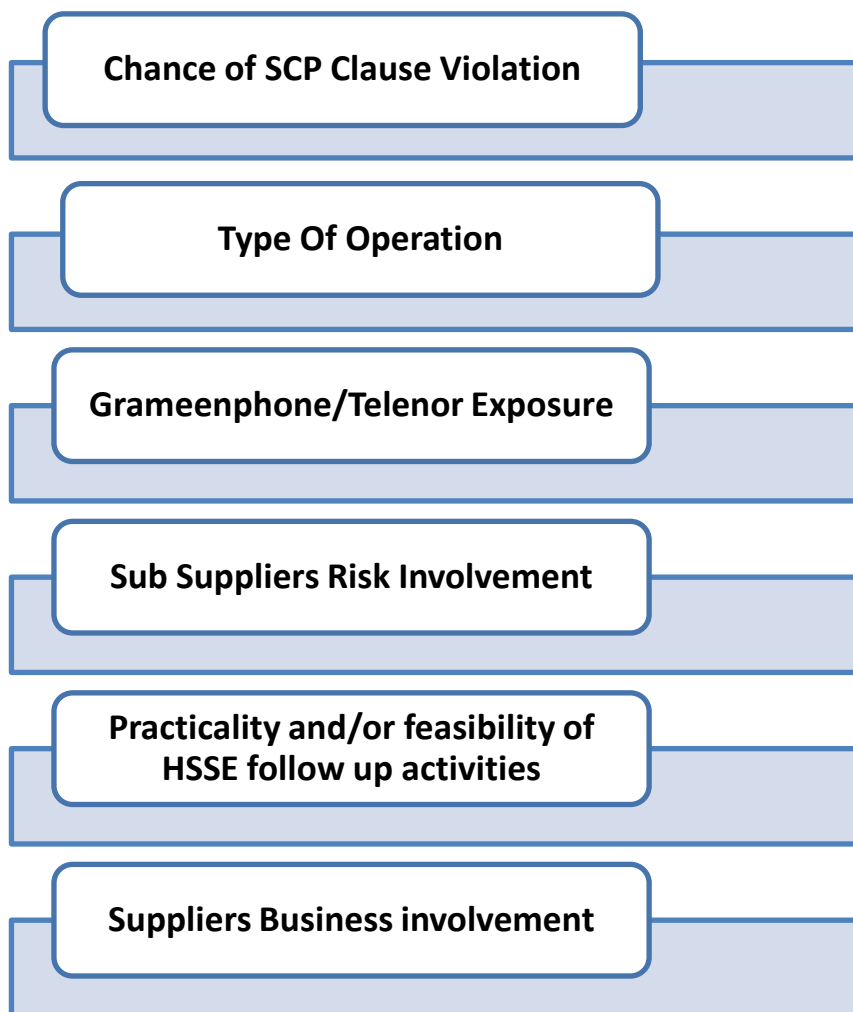 Chance of SCP Clause Violation
Type Of Operation
Grameenphone/Telenor Exposure
Sub Suppliers Risk Involvement
Practicality and/or feasibility of
HSSE follow up activities
Suppliers Business involvement